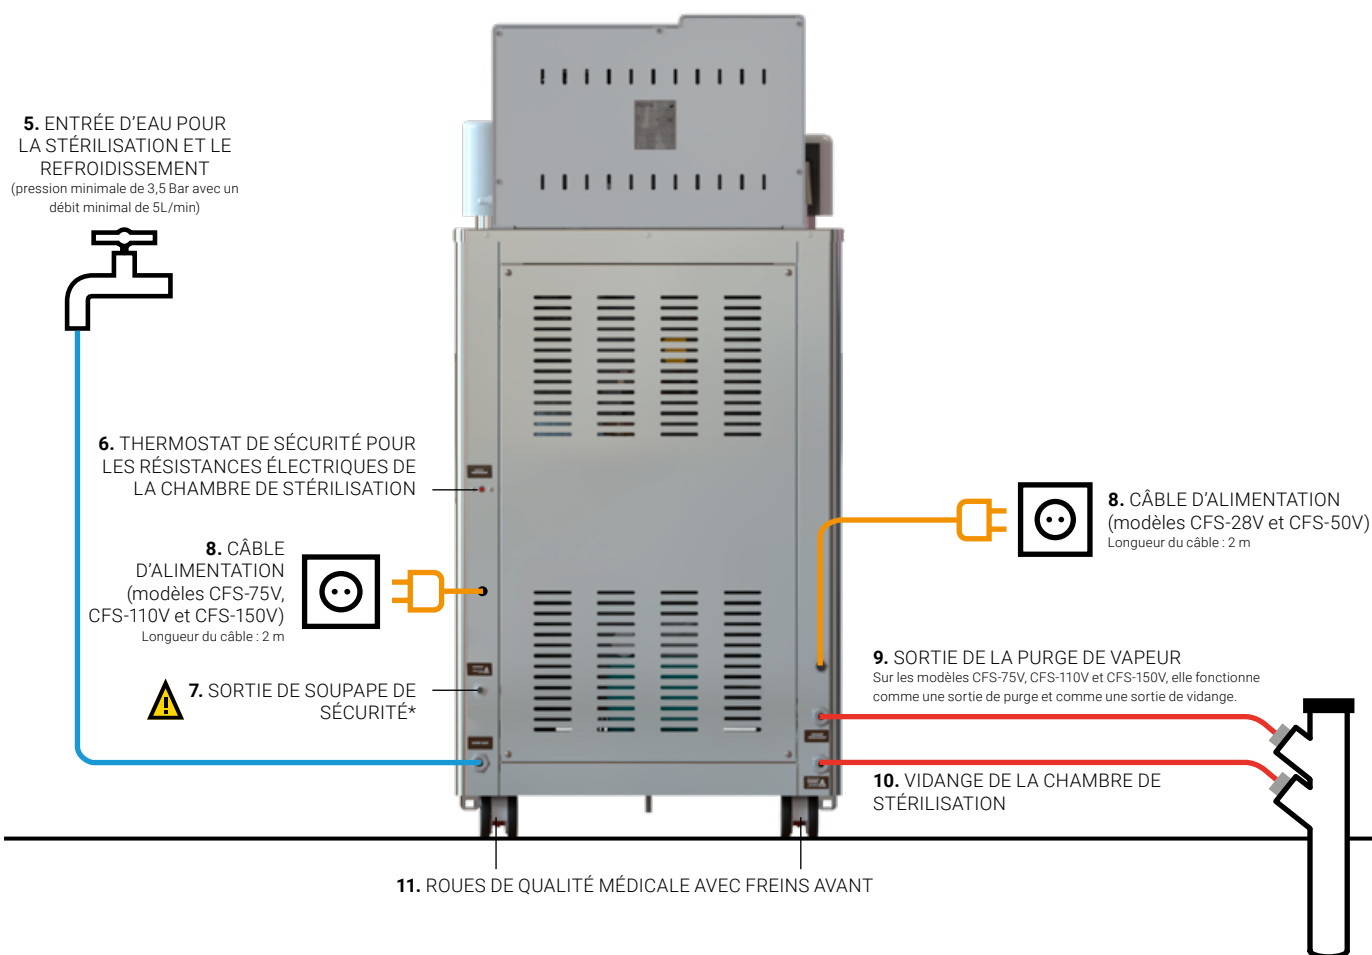 5. ENTRÉE D'EAU POUR
LA STÉRILISATION ET LE
REFROIDISSEMENT
(pression minimale de 3,5 Bar avec un
débit minimal de 5L/min)
6. THERMOSTAT DE SÉCURITÉ POUR
LES RÉSISTANCES ÉLECTRIQUES DE
LA CHAMBRE DE STÉRILISATION
8. CÂBLE
D'ALIMENTATION
(modèles CFS-75V,
CFS-110V et CFS-150V)
Longueur du câble : 2 m
7. SORTIE DE SOUPAPE DE
SÉCURITÉ*
8. CÂBLE D'ALIMENTATION
(modèles CFS-28V et CFS-50V)
Longueur du câble : 2 m
9. SORTIE DE LA PURGE DE VAPEUR
Sur les modèles CFS-75V, CFS-110V et CFS-150V, elle fonctionne
comme une sortie de purge et comme une sortie de vidange.
10. VIDANGE DE LA CHAMBRE DE
STÉRILISATION
11. ROUES DE QUALITÉ MÉDICALE AVEC FREINS AVANT